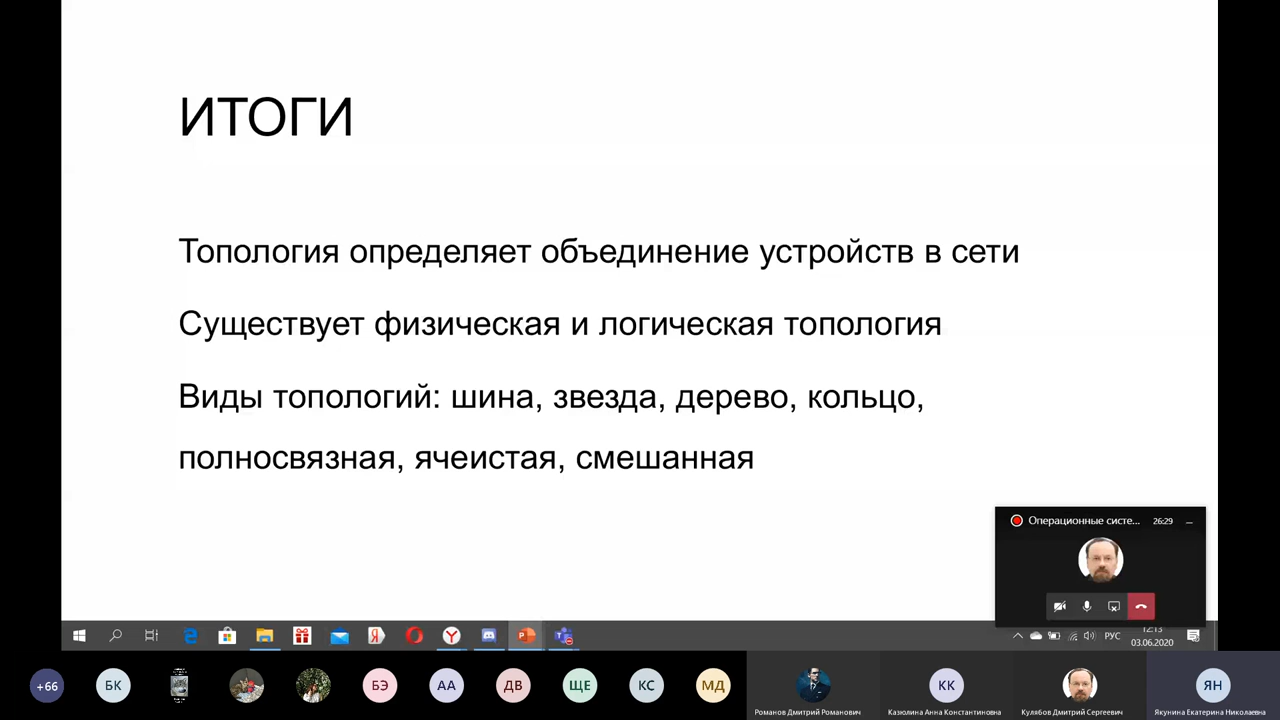 ИТОГИ
Топология определяет объединение устройств в сети
Существует физическая и логическая топология
Виды топологий: шина, звезда, дерево, кольцо,
полносвязная, ячеистая, смешанная
Операционные систе... 26:29
РУС
12:13
03.06.2020
+66
БК
БЭ
АА
ДВ
ЩЕ
КС
МД
КК
ЯН
Романов Дмитрий Романович
Казюлина Анна Константиновна
Кулябов Дмитрий Сергеевич
Якунина Екатерина Николаевна